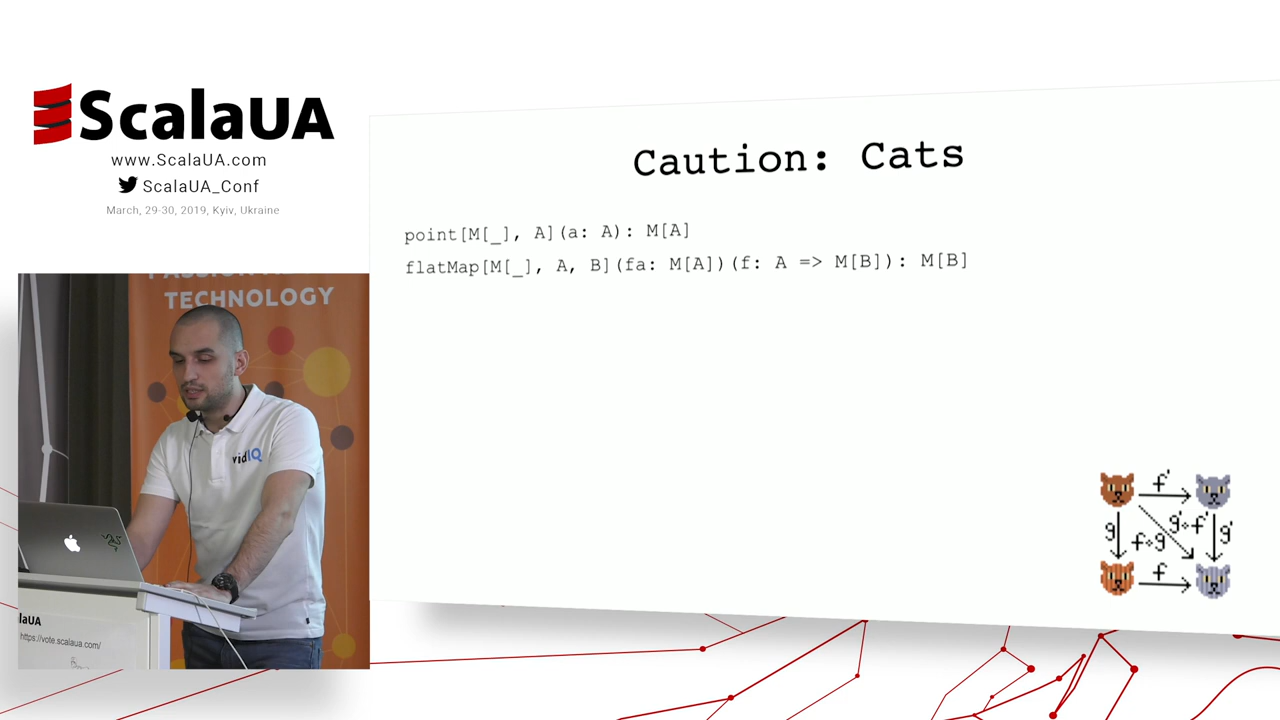 ScalaUA
www.ScalaUA.com
ScalaUA_Conf
March, 29-30, 2019, Kyiv, Ukraine
TECHNOLOGY
vidIQ
laUA
https://vote.scalaua.com/
Caution: Cats
point[M[_], A](a: A): M[A]
flatMap[M[_], A, B](fa: M[A])(f: A => M[B]): M[B]
f'
g
g'∘f'
g'
f∘g
f